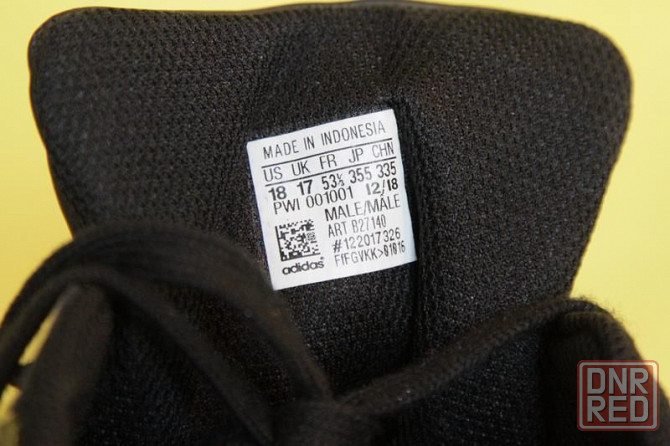 MADE IN INDONESIA
US UK FR JP CHN
18 17 53⅓ 355 335
PWI 001001 12/18
MALE/MALE
ART B27140
#122017326
FIFGVKK>01016
adidas
DNR
RED